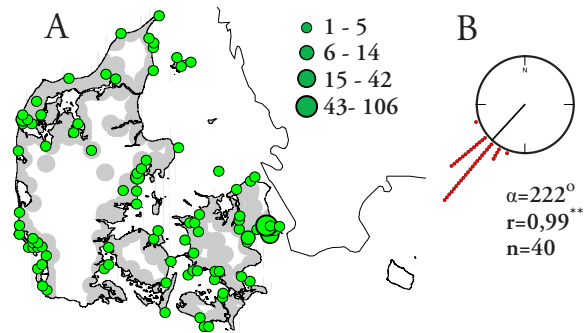 A
1 - 5
6 - 14
15 - 42
43- 106
B
N
α=222°
r=0,99**
n=40